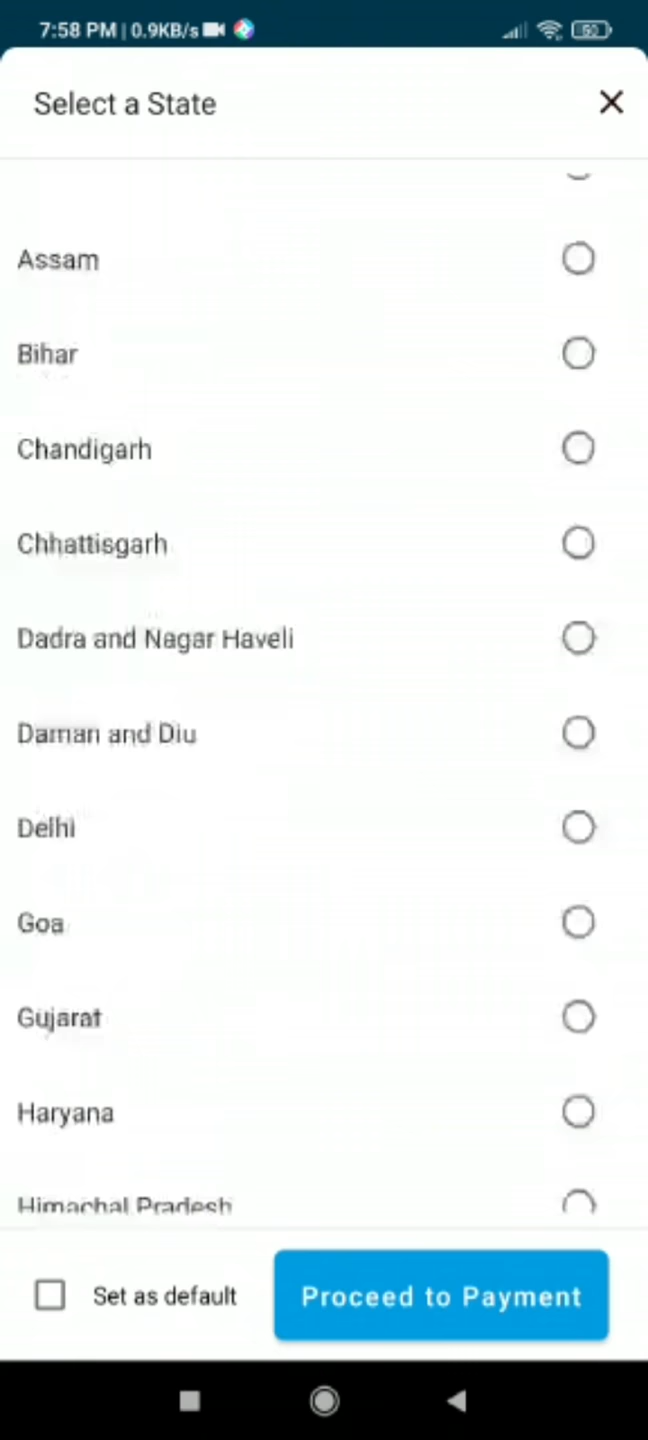 7:58 PM | 0.9KB/s
60
Select a State
Assam
Bihar
Chandigarh
Chhattisgarh
Dadra and Nagar Haveli
Daman and Diu
Delhi
Goa
Gujarat
Haryana
Himachal Pradesh
Set as default
Proceed to Payment